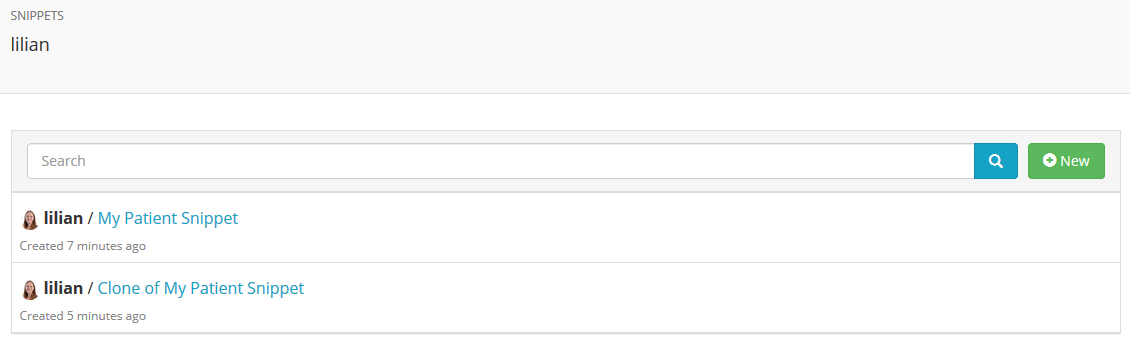 SNIPPETS
lilian
Search
New
lilian / My Patient Snippet
Created 7 minutes ago
lilian / Clone of My Patient Snippet
Created 5 minutes ago